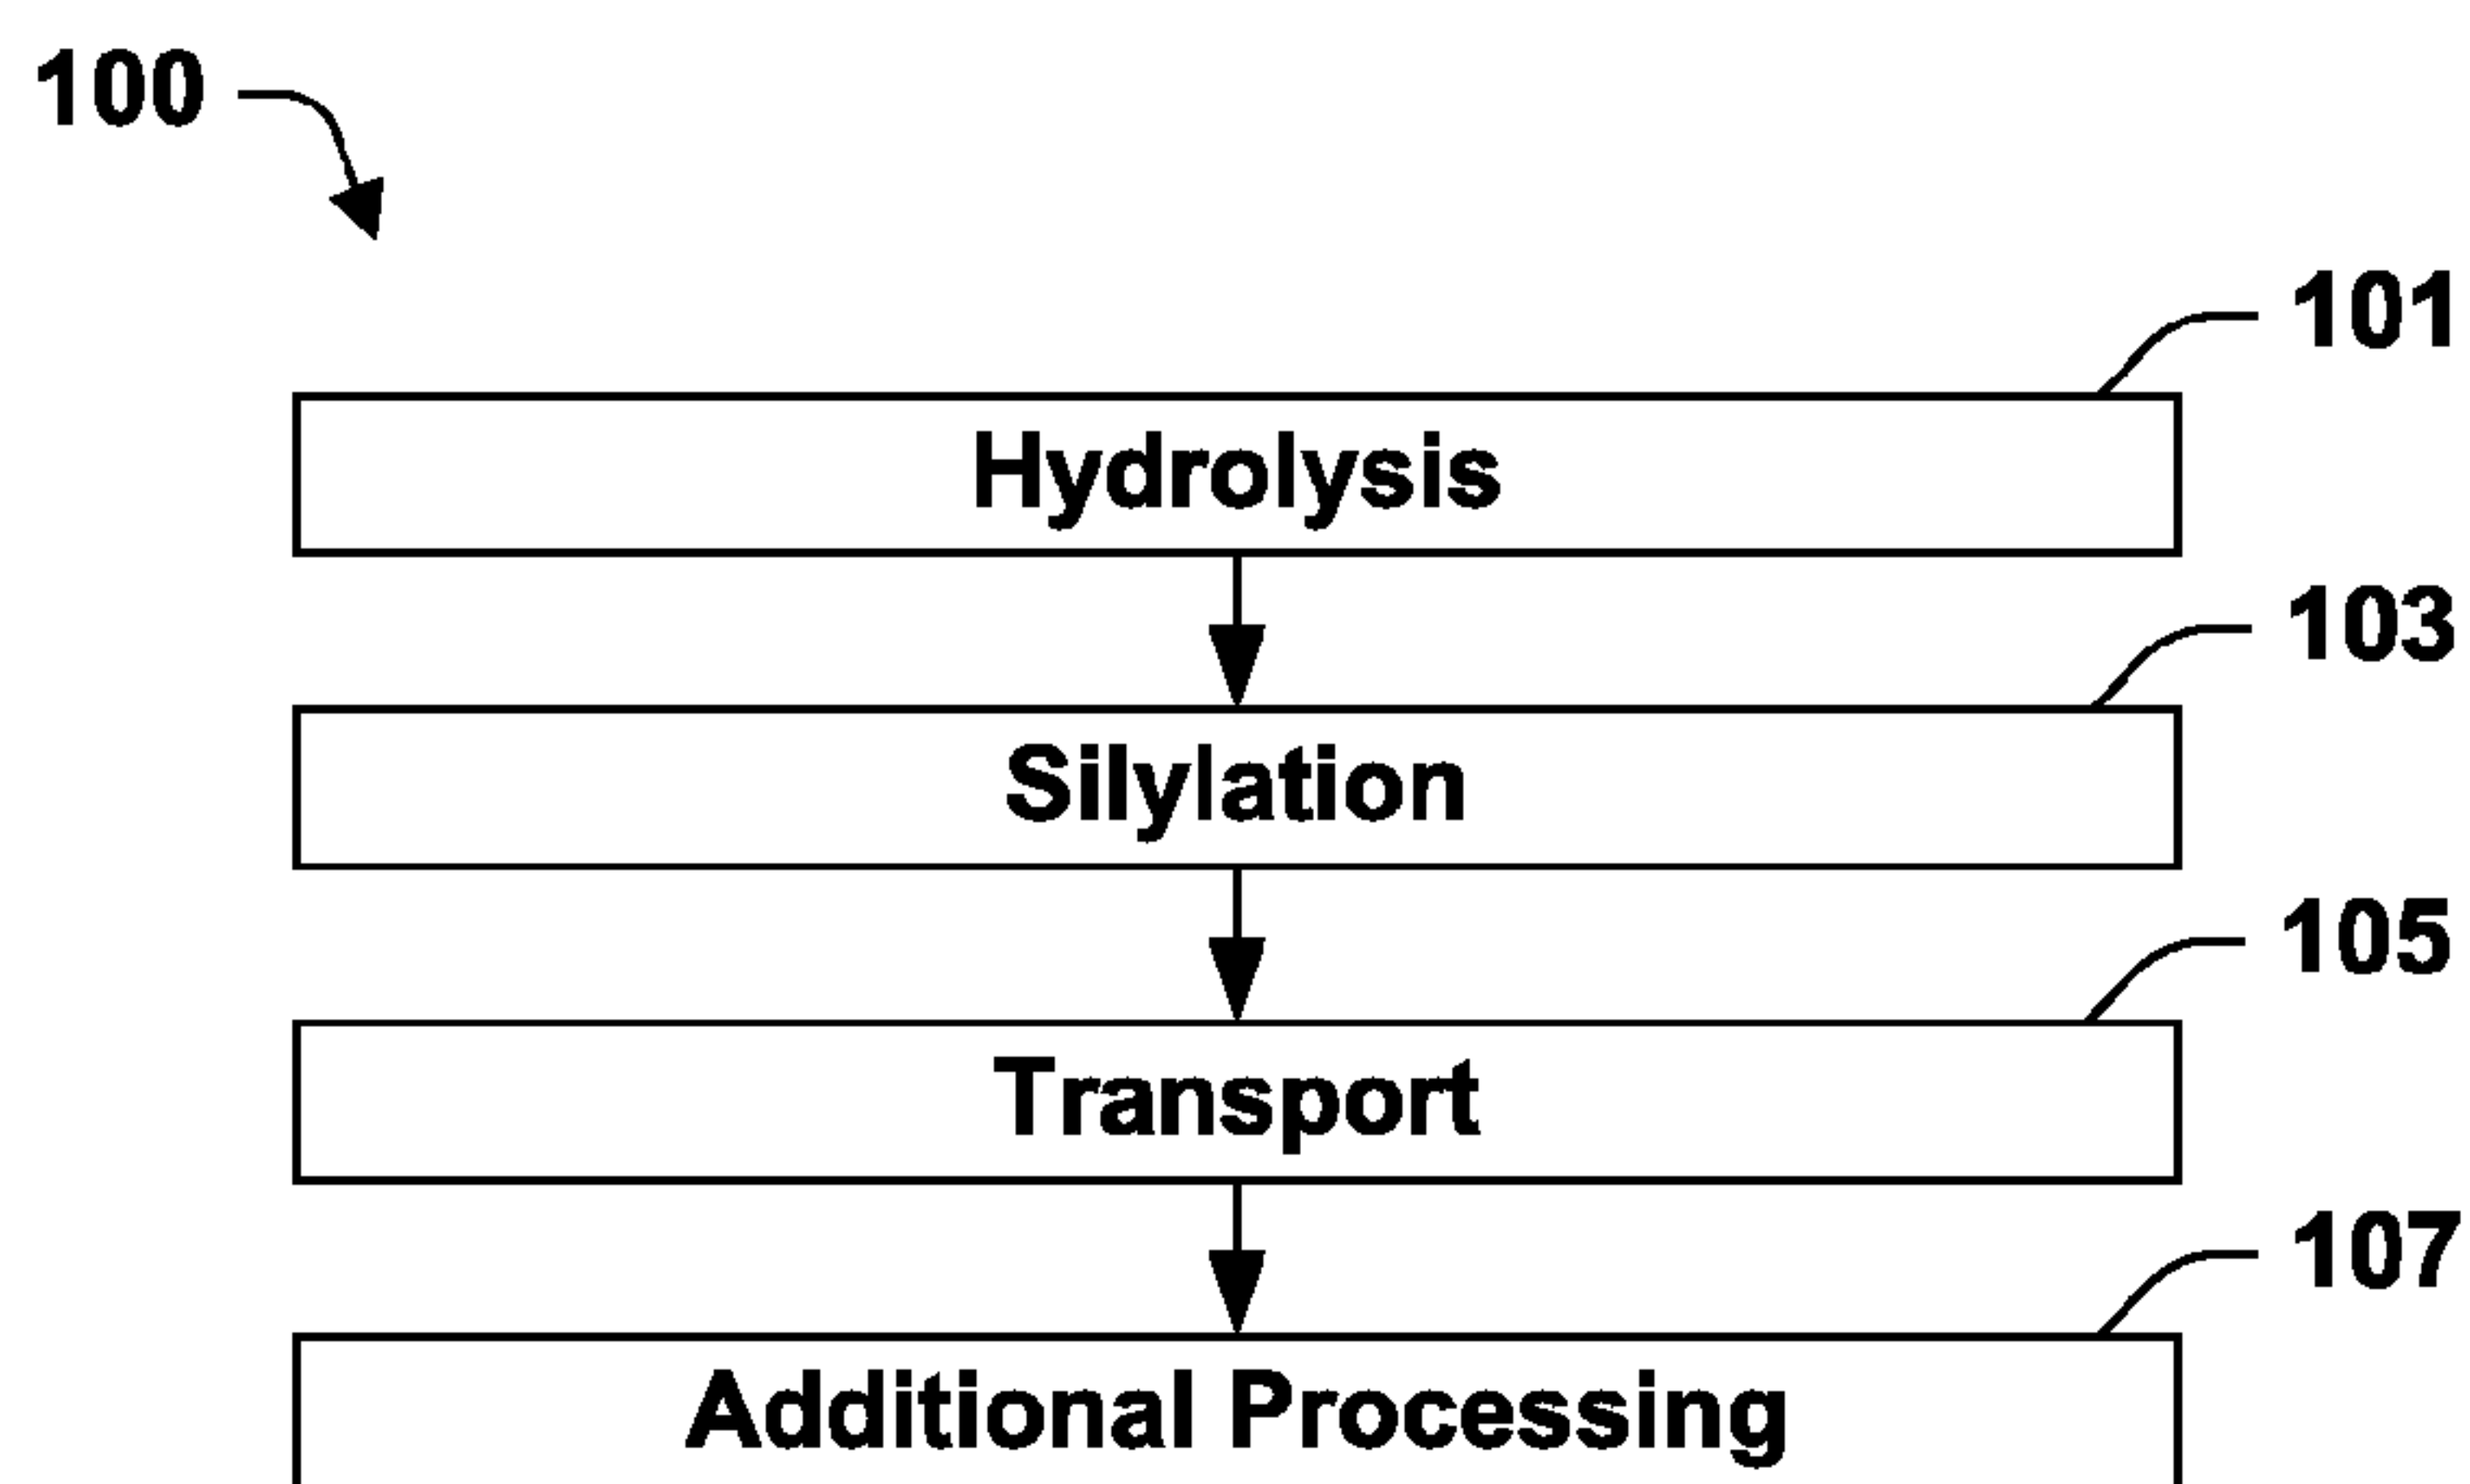 100
101
Hydrolysis
103
Silylation
105
Transport
107
Additional Processing